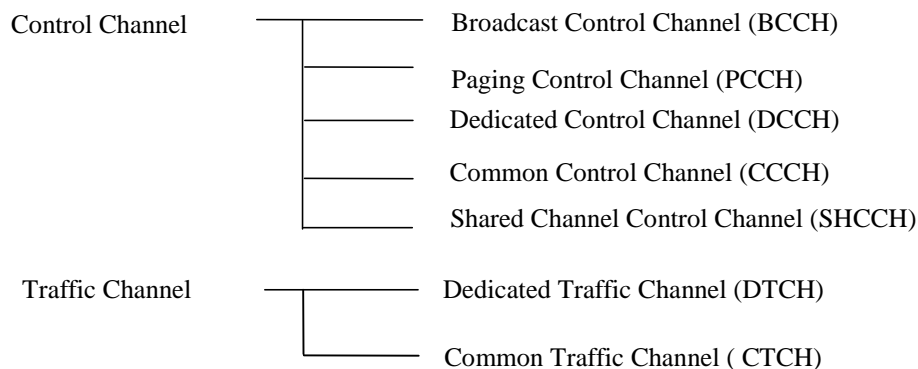 Control Channel Broadcast Control Channel (BCCH)
Paging Control Channel (PCCH)
Dedicated Control Channel (DCCH)
Common Control Channel (CCCH)
Shared Channel Control Channel (SHCCH)
Traffic Channel Dedicated Traffic Channel (DTCH)
Common Traffic Channel ( CTCH)